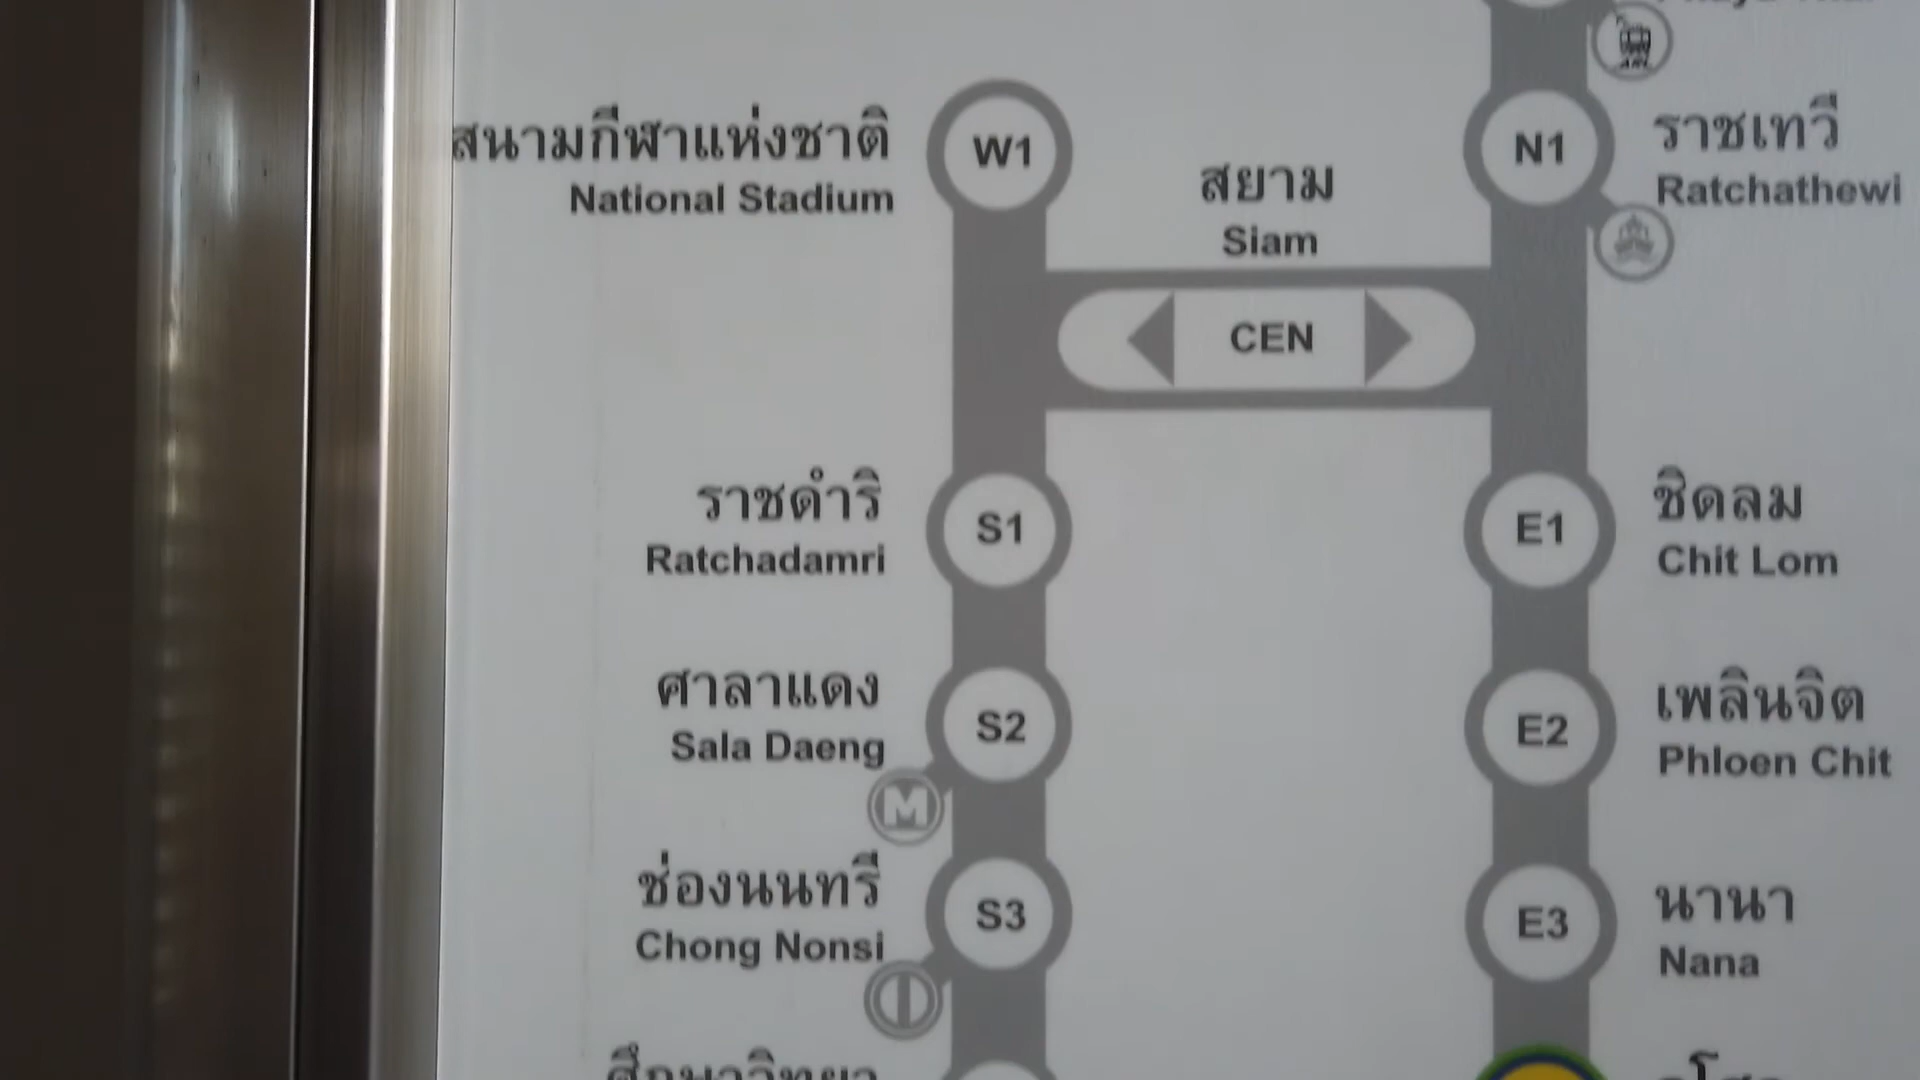 สนามกีฬาแห่งชาติ
National Stadium
W1
สยาม
Siam
CEN
N1
ราชเทวี
Ratchathewi
ราชดำริ
Ratchadamri
S1
E1
ชิดลม
Chit Lom
ศาลาแดง
Sala Daeng
S2
M
E2
เพลินจิต
Phloen Chit
ช่องนนทรี
Chong Nonsi
S3
E3
นานา
Nana